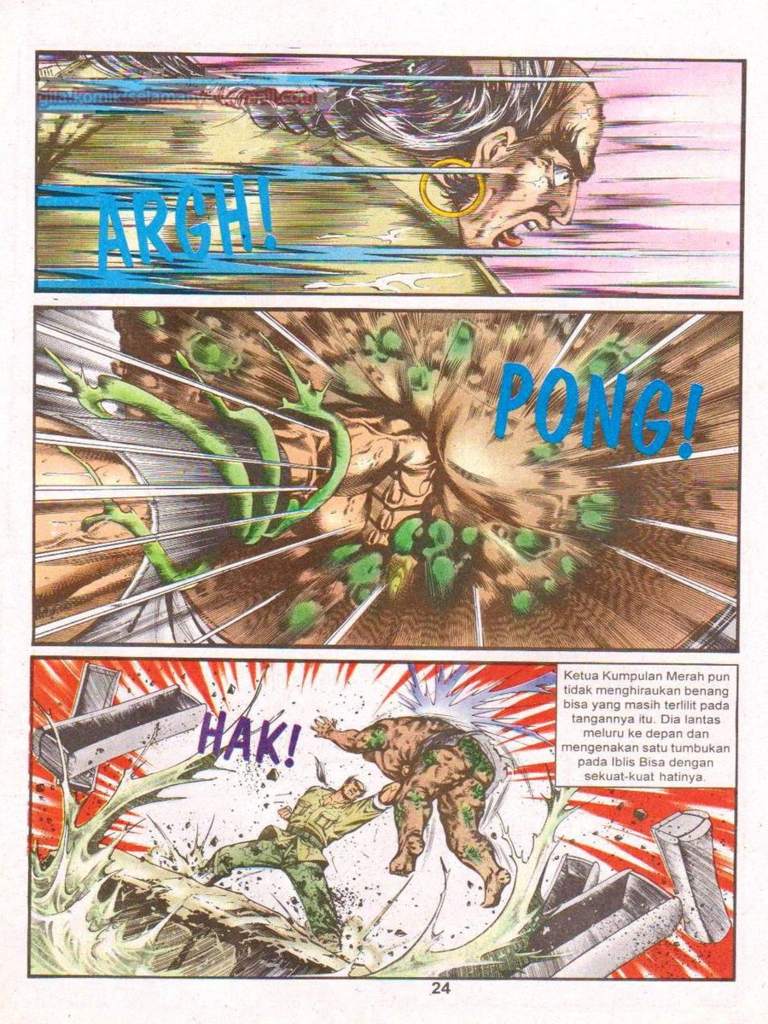 ARGH!
PONG!
HAK!
Ketua Kumpulan Merah pun
tidak menghiraukan benang
bisa yang masih terlilit pada
tangannya itu. Dia lantas
meluru ke depan dan
mengenakan satu tumbukan
pada Iblis Bisa dengan
sekuat-kuat hatinya.
24